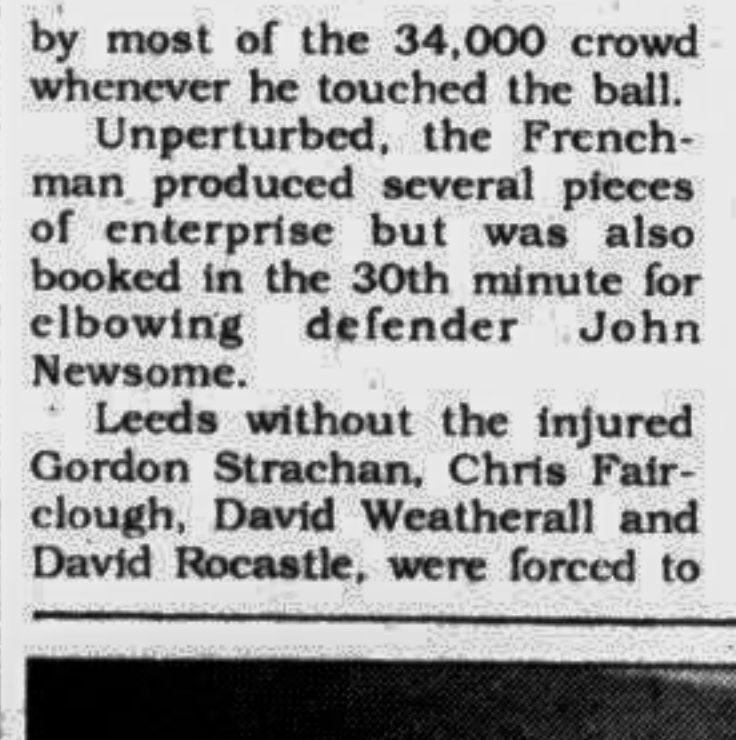 by most of the 34,000 crowd
whenever he touched the ball.
Unperturbed, the French-
man produced several pieces
of enterprise but was also
booked in the 30th minute for
elbowing defender John
Newsome.
Leeds without the injured
Gordon Strachan, Chris Fair-
clough, David Weatherall and
David Rocastle, were forced to